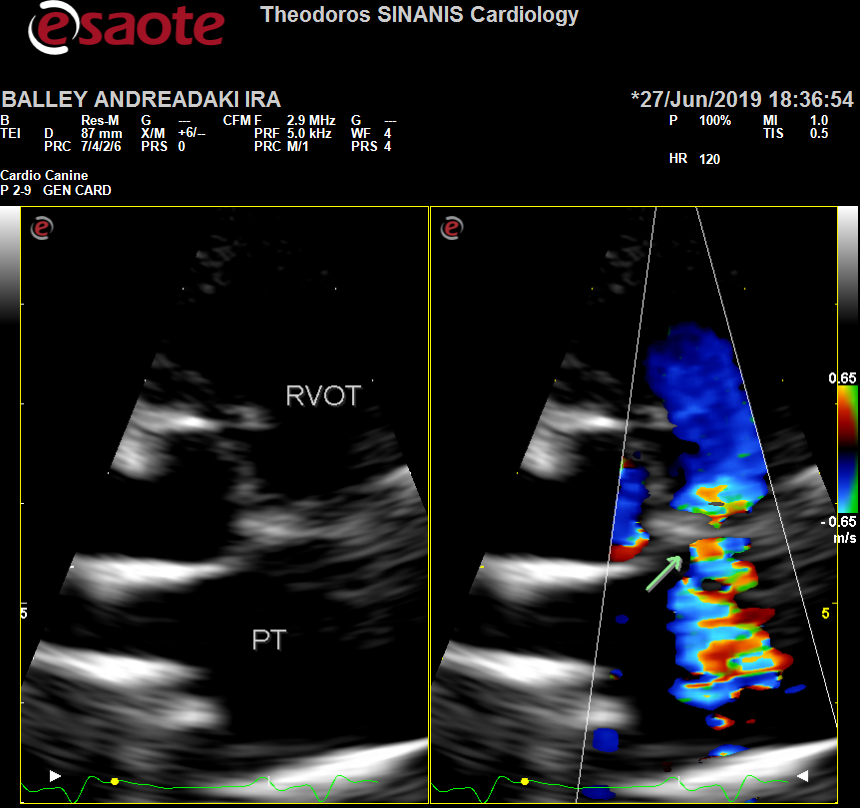 esaote
Theodoros SINANIS Cardiology
BALLEY ANDREADAKI IRA
*27/Jun/2019 18:36:54
B Res-M G --- CFM F 2.9 MHz G --- P 100% MI 1.0
TEI D 87 mm X/M +6/-- PRF 5.0 kHz WF 4 TIS 0.5
PRC 7/4/2/6 PRS 0 PRC M/1 PRS 4
HR 120
Cardio Canine
P 2-9 GEN CARD
e
e
0.65
RVOT
-0.65
m/s
5
5
PT